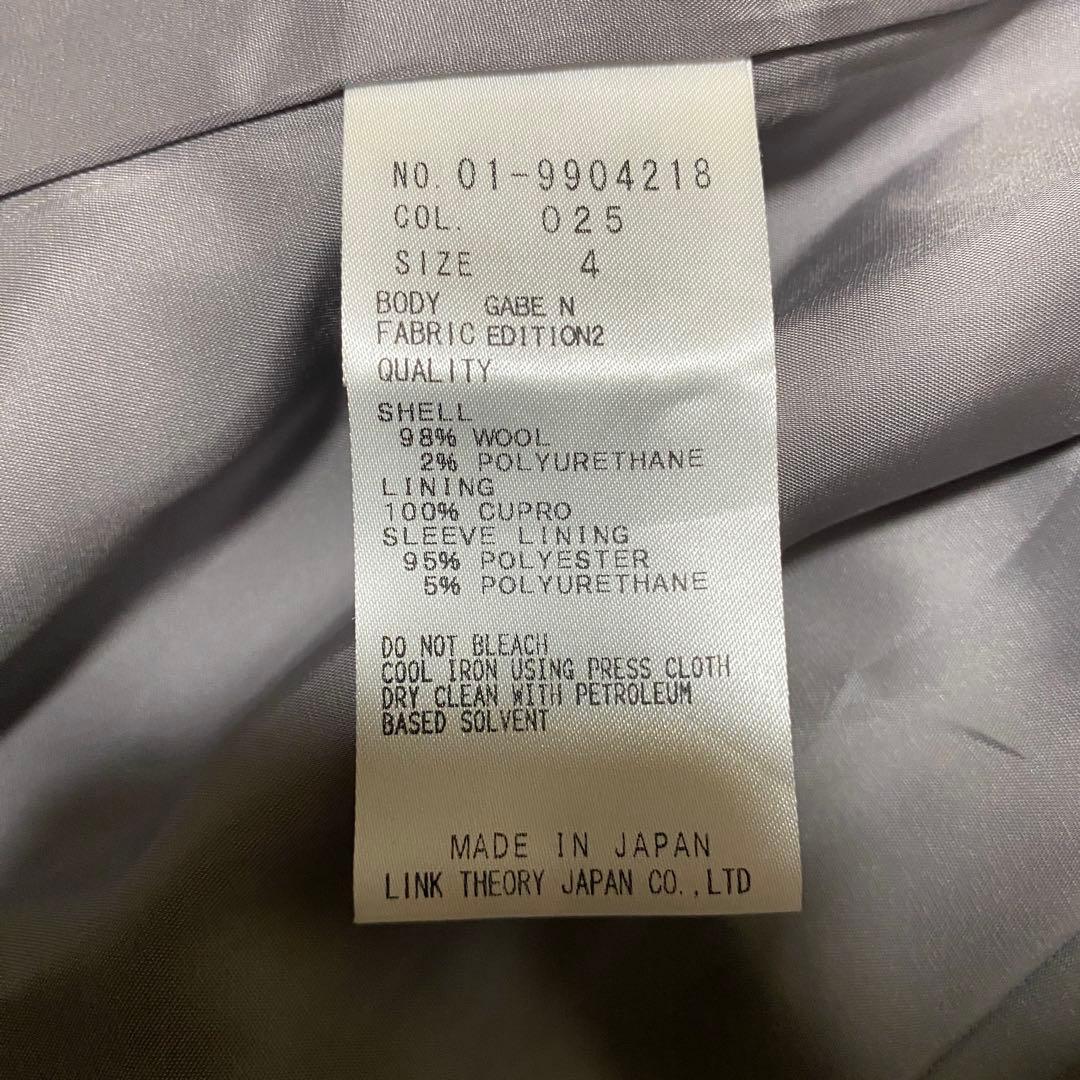 NO. 01-9904218
COL. 025
SIZE 4
BODY GABE N
FABRIC EDITION2
QUALITY
SHELL
98% WOOL
2% POLYURETHANE
LINING
100% CUPRO
SLEEVE LINING
95% POLYESTER
5% POLYURETHANE
DO NOT BLEACH
COOL IRON USING PRESS CLOTH
DRY CLEAN WITH PETROLEUM
BASED SOLVENT
MADE IN JAPAN
LINK THEORY JAPAN CO.,LTD